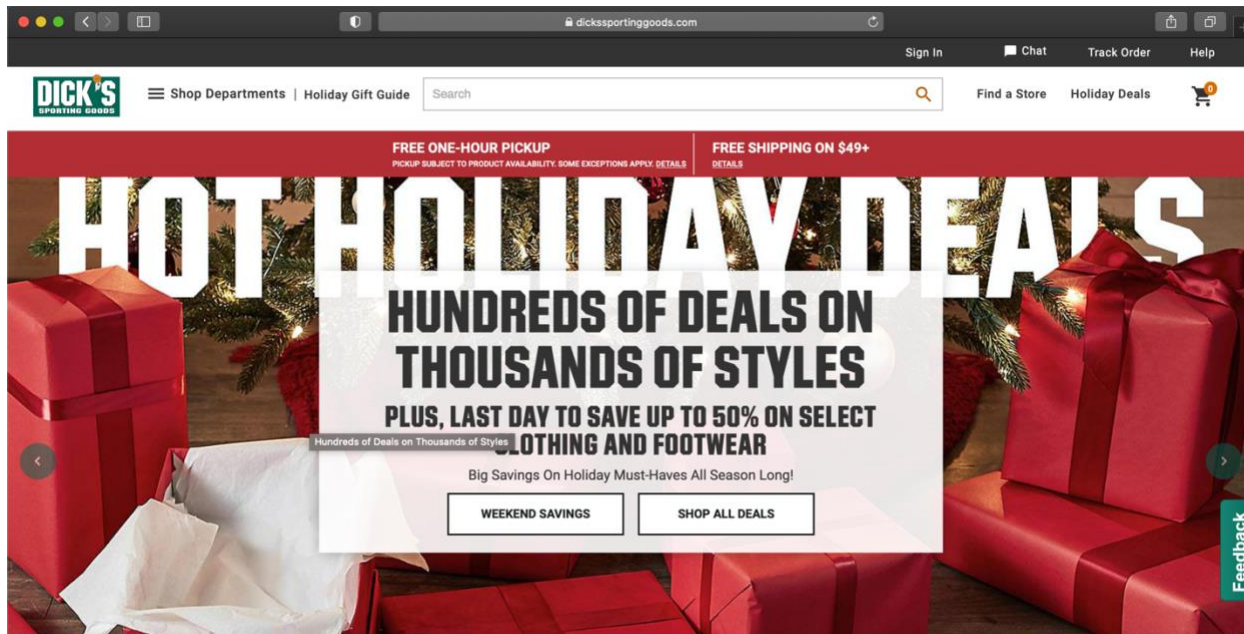 dickssportinggoods.com
Sign In
Chat
Track Order
Help
DICK'S
SPORTING GOODS
Shop Departments | Holiday Gift Guide
Search
Find a Store
Holiday Deals
0
FREE ONE-HOUR PICKUP
PICKUP SUBJECT TO PRODUCT AVAILABILITY. SOME EXCEPTIONS APPLY. DETAILS
FREE SHIPPING ON $49+
DETAILS
HOT HOLIDAY DEALS
HUNDREDS OF DEALS ON
THOUSANDS OF STYLES
PLUS, LAST DAY TO SAVE UP TO 50% ON SELECT
CLOTHING AND FOOTWEAR
Hundreds of Deals on Thousands of Styles
Big Savings On Holiday Must-Haves All Season Long!
WEEKEND SAVINGS
SHOP ALL DEALS
Feedback